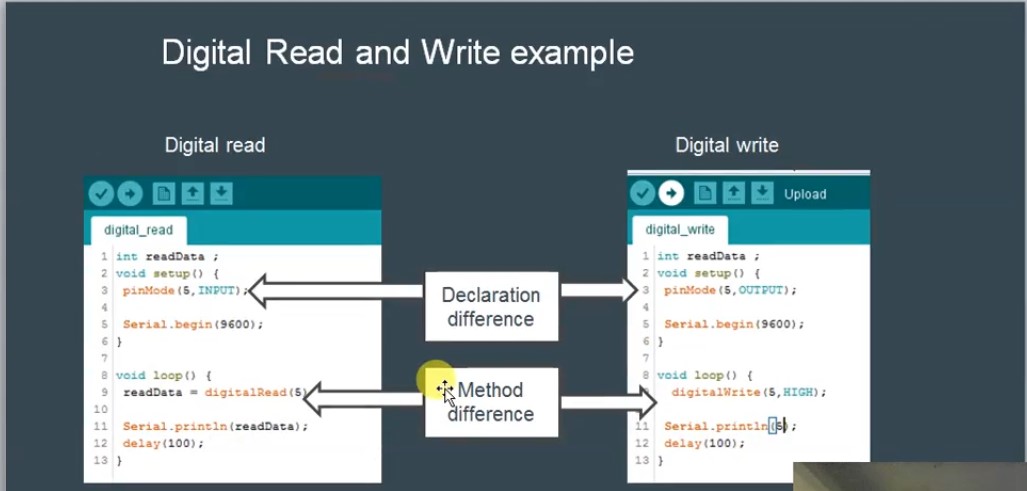 Digital Read and Write example
Digital read
digital_read
1 int readData ;
2 void setup() {
3 pinMode(5,INPUT);
4
5 Serial.begin(9600);
6 }
7
8 void loop() {
9 readData = digitalRead(5)
10
11 Serial.println(readData);
12 delay(100);
13 }
Declaration
difference
Method
difference
Digital write
Upload
digital_write
1 int readData ;
2 void setup() {
3 pinMode(5,OUTPUT);
4
5 Serial.begin(9600);
6 }
7
8 void loop() {
digitalWrite(5,HIGH);
11 Serial.println(5);
12 delay(100);
13 }